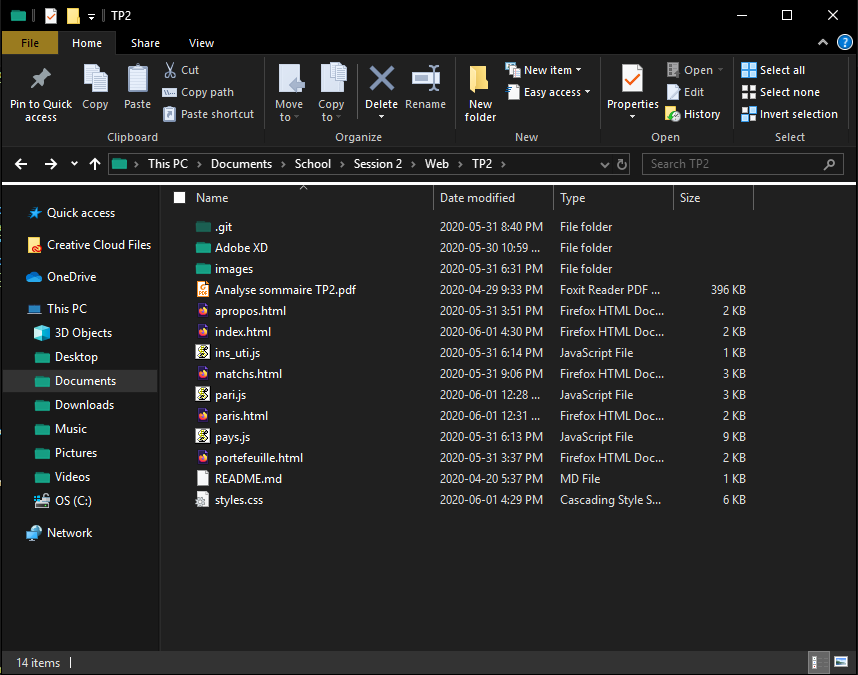 TP2
File Home Share View
Pin to Quick access
Copy
Paste
Cut
Copy path
Paste shortcut
Clipboard
Move to
Copy to
Delete
Rename
Organize
New folder
New item
Easy access
New
Properties
Open
Edit
History
Open
Select all
Select none
Invert selection
Select
This PC > Documents > School > Session 2 > Web > TP2 >
Search TP2
Quick access
Creative Cloud Files
OneDrive
This PC
3D Objects
Desktop
Documents
Downloads
Music
Pictures
Videos
OS (C:)
Network
Name Date modified Type Size
.git 2020-05-31 8:40 PM File folder
Adobe XD 2020-05-30 10:59 ... File folder
images 2020-05-31 6:31 PM File folder
Analyse sommaire TP2.pdf 2020-04-29 9:33 PM Foxit Reader PDF ... 396 KB
apropos.html 2020-05-31 3:51 PM Firefox HTML Doc... 2 KB
index.html 2020-06-01 4:30 PM Firefox HTML Doc... 2 KB
ins_uti.js 2020-05-31 6:14 PM JavaScript File 1 KB
matchs.html 2020-05-31 9:06 PM Firefox HTML Doc... 3 KB
pari.js 2020-06-01 12:28 ... JavaScript File 3 KB
paris.html 2020-06-01 12:31 ... Firefox HTML Doc... 2 KB
pays.js 2020-05-31 6:13 PM JavaScript File 9 KB
portefeuille.html 2020-05-31 3:37 PM Firefox HTML Doc... 2 KB
README.md 2020-04-20 5:37 PM MD File 1 KB
styles.css 2020-06-01 4:29 PM Cascading Style S... 6 KB
14 items